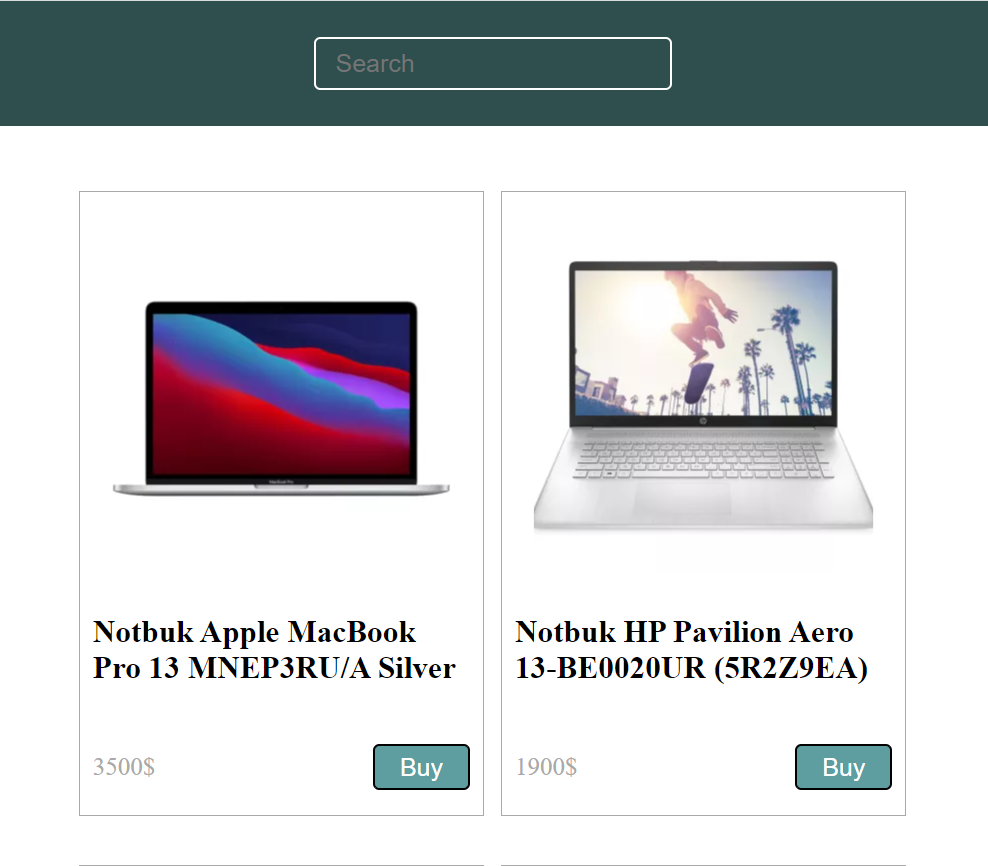 Search
Notbuk Apple MacBook
Pro 13 MNEP3RU/A Silver
3500$
Buy
Notbuk HP Pavilion Aero
13-BE0020UR (5R2Z9EA)
1900$
Buy